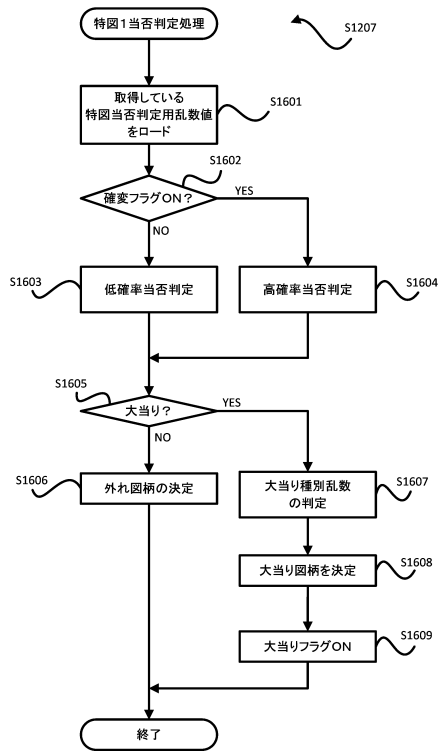 特図1当否判定処理
S1207
取得している
特図当否判定用乱数値
をロード
S1601
S1602
確変フラグON?
YES
NO
S1603
低確率当否判定
高確率当否判定
S1604
S1605
大当り?
YES
NO
S1606
外れ図柄の決定
大当り種別乱数
の判定
S1607
大当り図柄を決定
S1608
大当りフラグON
S1609
終了